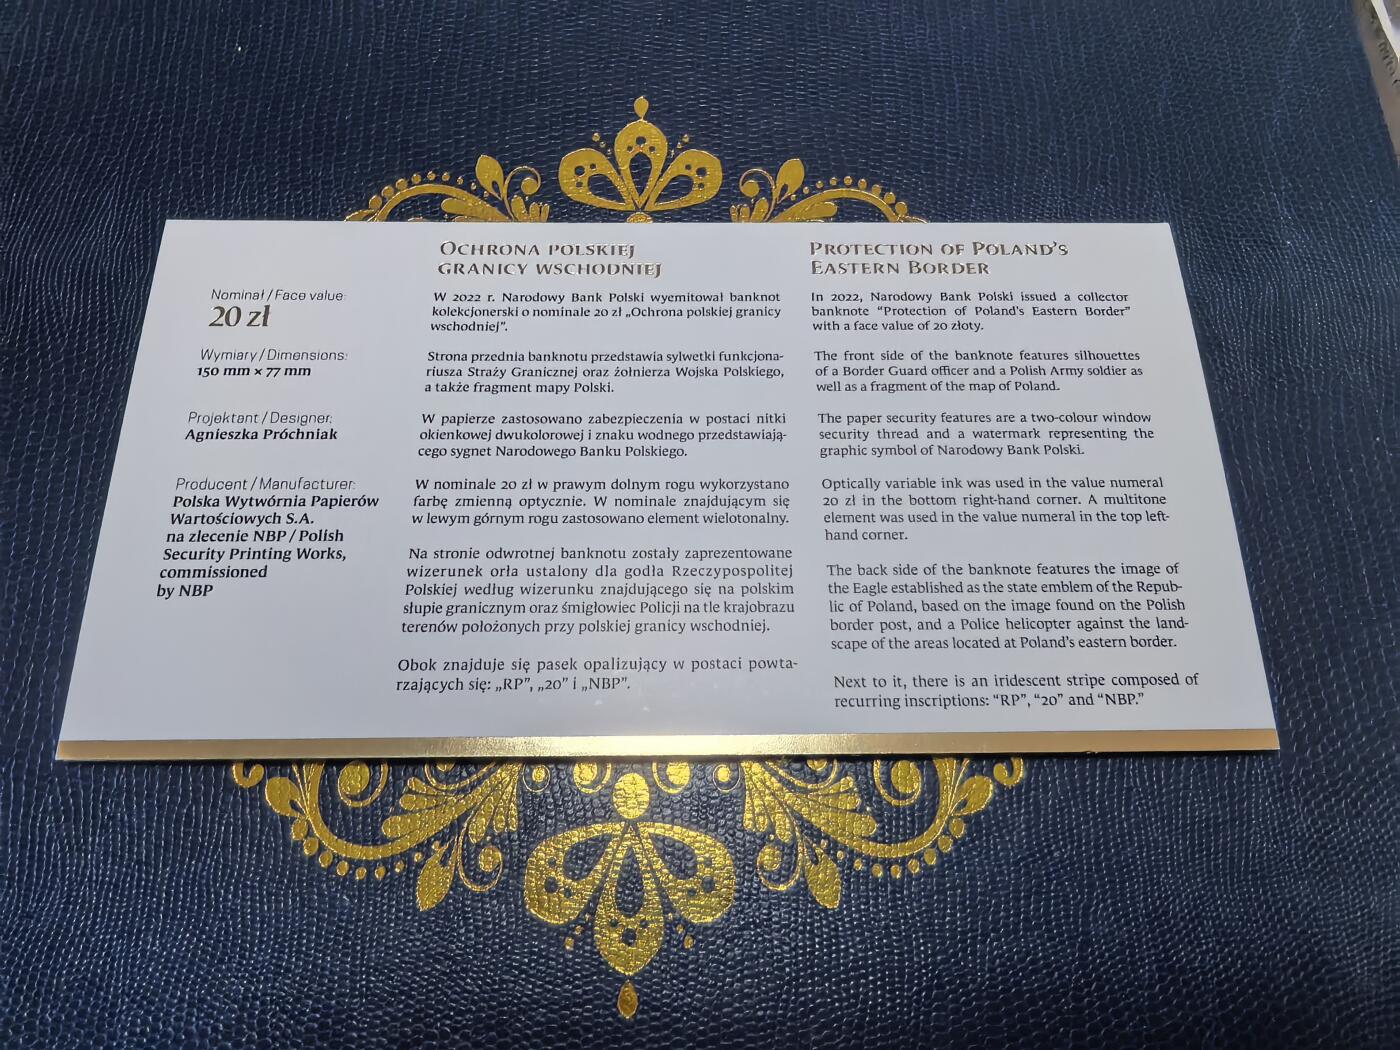 Nominał / Face value:
20 zł
Wymiary / Dimensions:
150 mm × 77 mm
Projektant / Designer:
Agnieszka Próchniak
Producent / Manufacturer:
Polska Wytwórnia Papierów
Wartościowych S.A.
na zlecenie NBP / Polish
Security Printing Works,
commissioned
by NBP
OCHRONA POLSKIEJ
GRANICY WSCHODNIEJ
W 2022 r. Narodowy Bank Polski wyemitował banknot
kolekcjonerski o nominale 20 zł „Ochrona polskiej granicy
wschodniej”.
Strona przednia banknotu przedstawia sylwetki funkcjona-
riusza Straży Granicznej oraz żołnierza Wojska Polskiego,
a także fragment mapy Polski.
W papierze zastosowano zabezpieczenia w postaci nitki
okienkowej dwukolorowej i znaku wodnego przedstawiają-
cego sygnet Narodowego Banku Polskiego.
W nominale 20 zł w prawym dolnym rogu wykorzystano
farbę zmienną optycznie. W nominale znajdującym się
w lewym górnym rogu zastosowano element wielotonalny.
Na stronie odwrotnej banknotu zostały zaprezentowane
wizerunek orła ustalony dla godła Rzeczypospolitej
Polskiej według wizerunku znajdującego się na polskim
słupie granicznym oraz śmigłowiec Policji na tle krajobrazu
terenów położonych przy polskiej granicy wschodniej.
Obok znajduje się pasek opalizujący w postaci powta-
rzających się: „RP”, „20” i „NBP”.
PROTECTION OF POLAND’S
EASTERN BORDER
In 2022, Narodowy Bank Polski issued a collector
banknote “Protection of Poland’s Eastern Border”
with a face value of 20 złoty.
The front side of the banknote features silhouettes
of a Border Guard officer and a Polish Army soldier as
well as a fragment of the map of Poland.
The paper security features are a two-colour window
security thread and a watermark representing the
graphic symbol of Narodowy Bank Polski.
Optically variable ink was used in the value numeral
20 zł in the bottom right-hand corner. A multitone
element was used in the value numeral in the top left-
hand corner.
The back side of the banknote features the image of
the Eagle established as the state emblem of the Repub-
lic of Poland, based on the image found on the Polish
border post, and a Police helicopter against the land-
scape of the areas located at Poland’s eastern border.
Next to it, there is an iridescent stripe composed of
recurring inscriptions: “RP”, “20” and “NBP.”